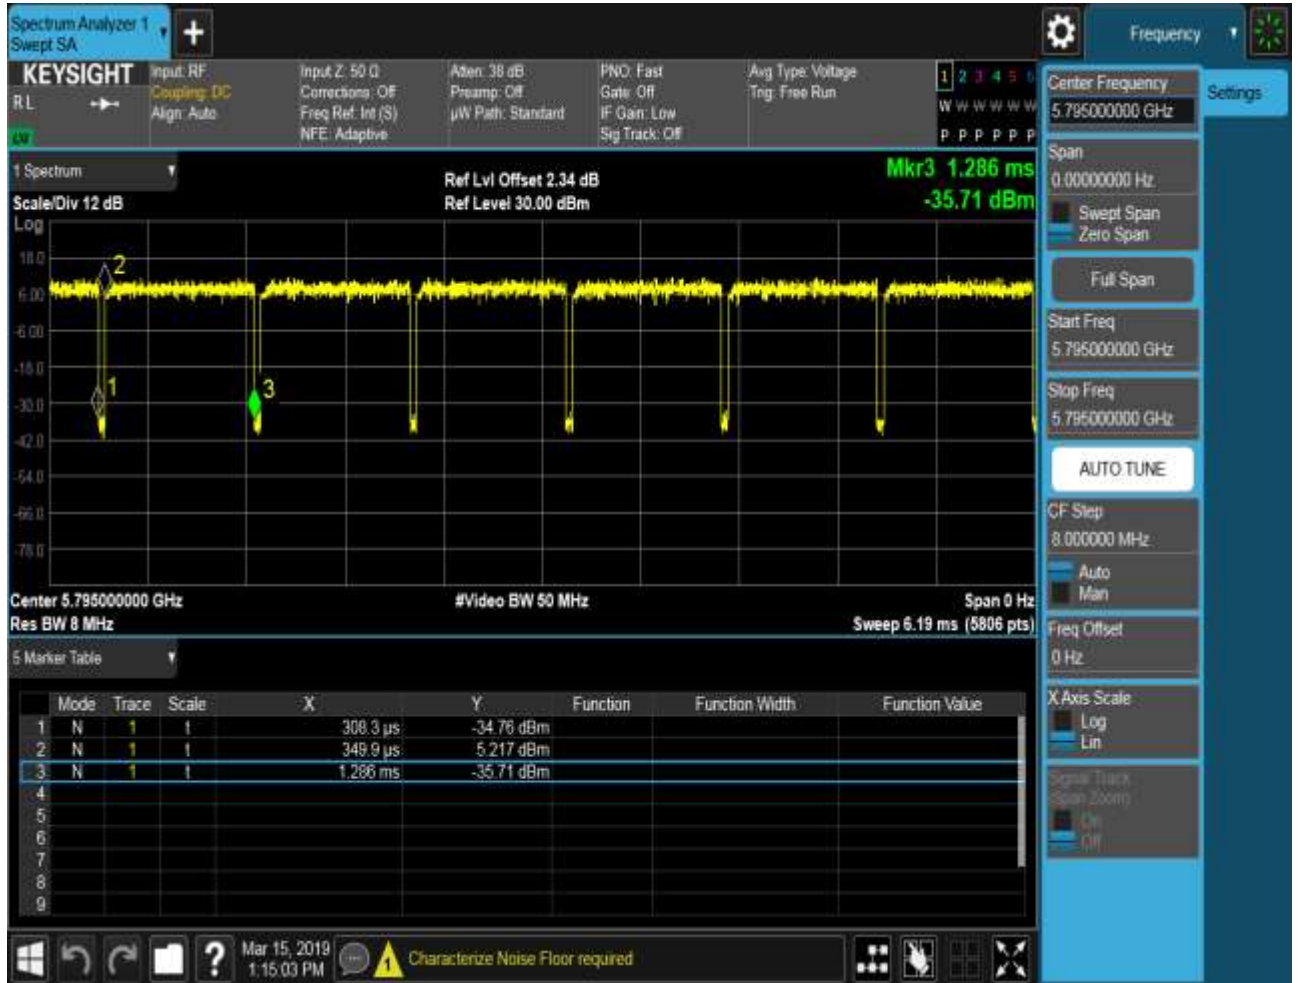 Spectrum Analyzer 1
Swept SA
+
Frequency
KEYSIGHT
R L
LXI
Input: RF
Coupling: DC
Align: Auto
Input Z: 50 Ω
Corrections: Off
Freq Ref: Int (S)
NFE: Adaptive
Atten: 38 dB
Preamp: Off
µW Path: Standard
PNO: Fast
Gate: Off
IF Gain: Low
Sig Track: Off
Avg Type: Voltage
Trig: Free Run
1 2 3 4 5 6
W W W W W W
P P P P P P
1 Spectrum
Scale/Div 12 dB
Ref Lvl Offset 2.34 dB
Ref Level 30.00 dBm
Mkr3 1.286 ms
-35.71 dBm
Log
18.0
6.00
-6.00
-18.0
-30.0
-42.0
-54.0
-66.0
-78.0
2
1
3
Center 5.795000000 GHz
#Video BW 50 MHz
Span 0 Hz
Res BW 8 MHz
Sweep 6.19 ms (5806 pts)
5 Marker Table
Mode Trace Scale X Y Function Function Width Function Value
1 N 1 t 308.3 µs -34.76 dBm
2 N 1 t 349.9 µs 5.217 dBm
3 N 1 t 1.286 ms -35.71 dBm
4
5
6
7
8
9
?
Mar 15, 2019
1:15:03 PM
1
Characterize Noise Floor required
Center Frequency
5.795000000 GHz
Settings
Span
0.00000000 Hz
Swept Span
Zero Span
Full Span
Start Freq
5.795000000 GHz
Stop Freq
5.795000000 GHz
AUTO TUNE
CF Step
8.000000 MHz
Auto
Man
Freq Offset
0 Hz
X Axis Scale
Log
Lin
Signal Track
(Span Zoom)
On
Off